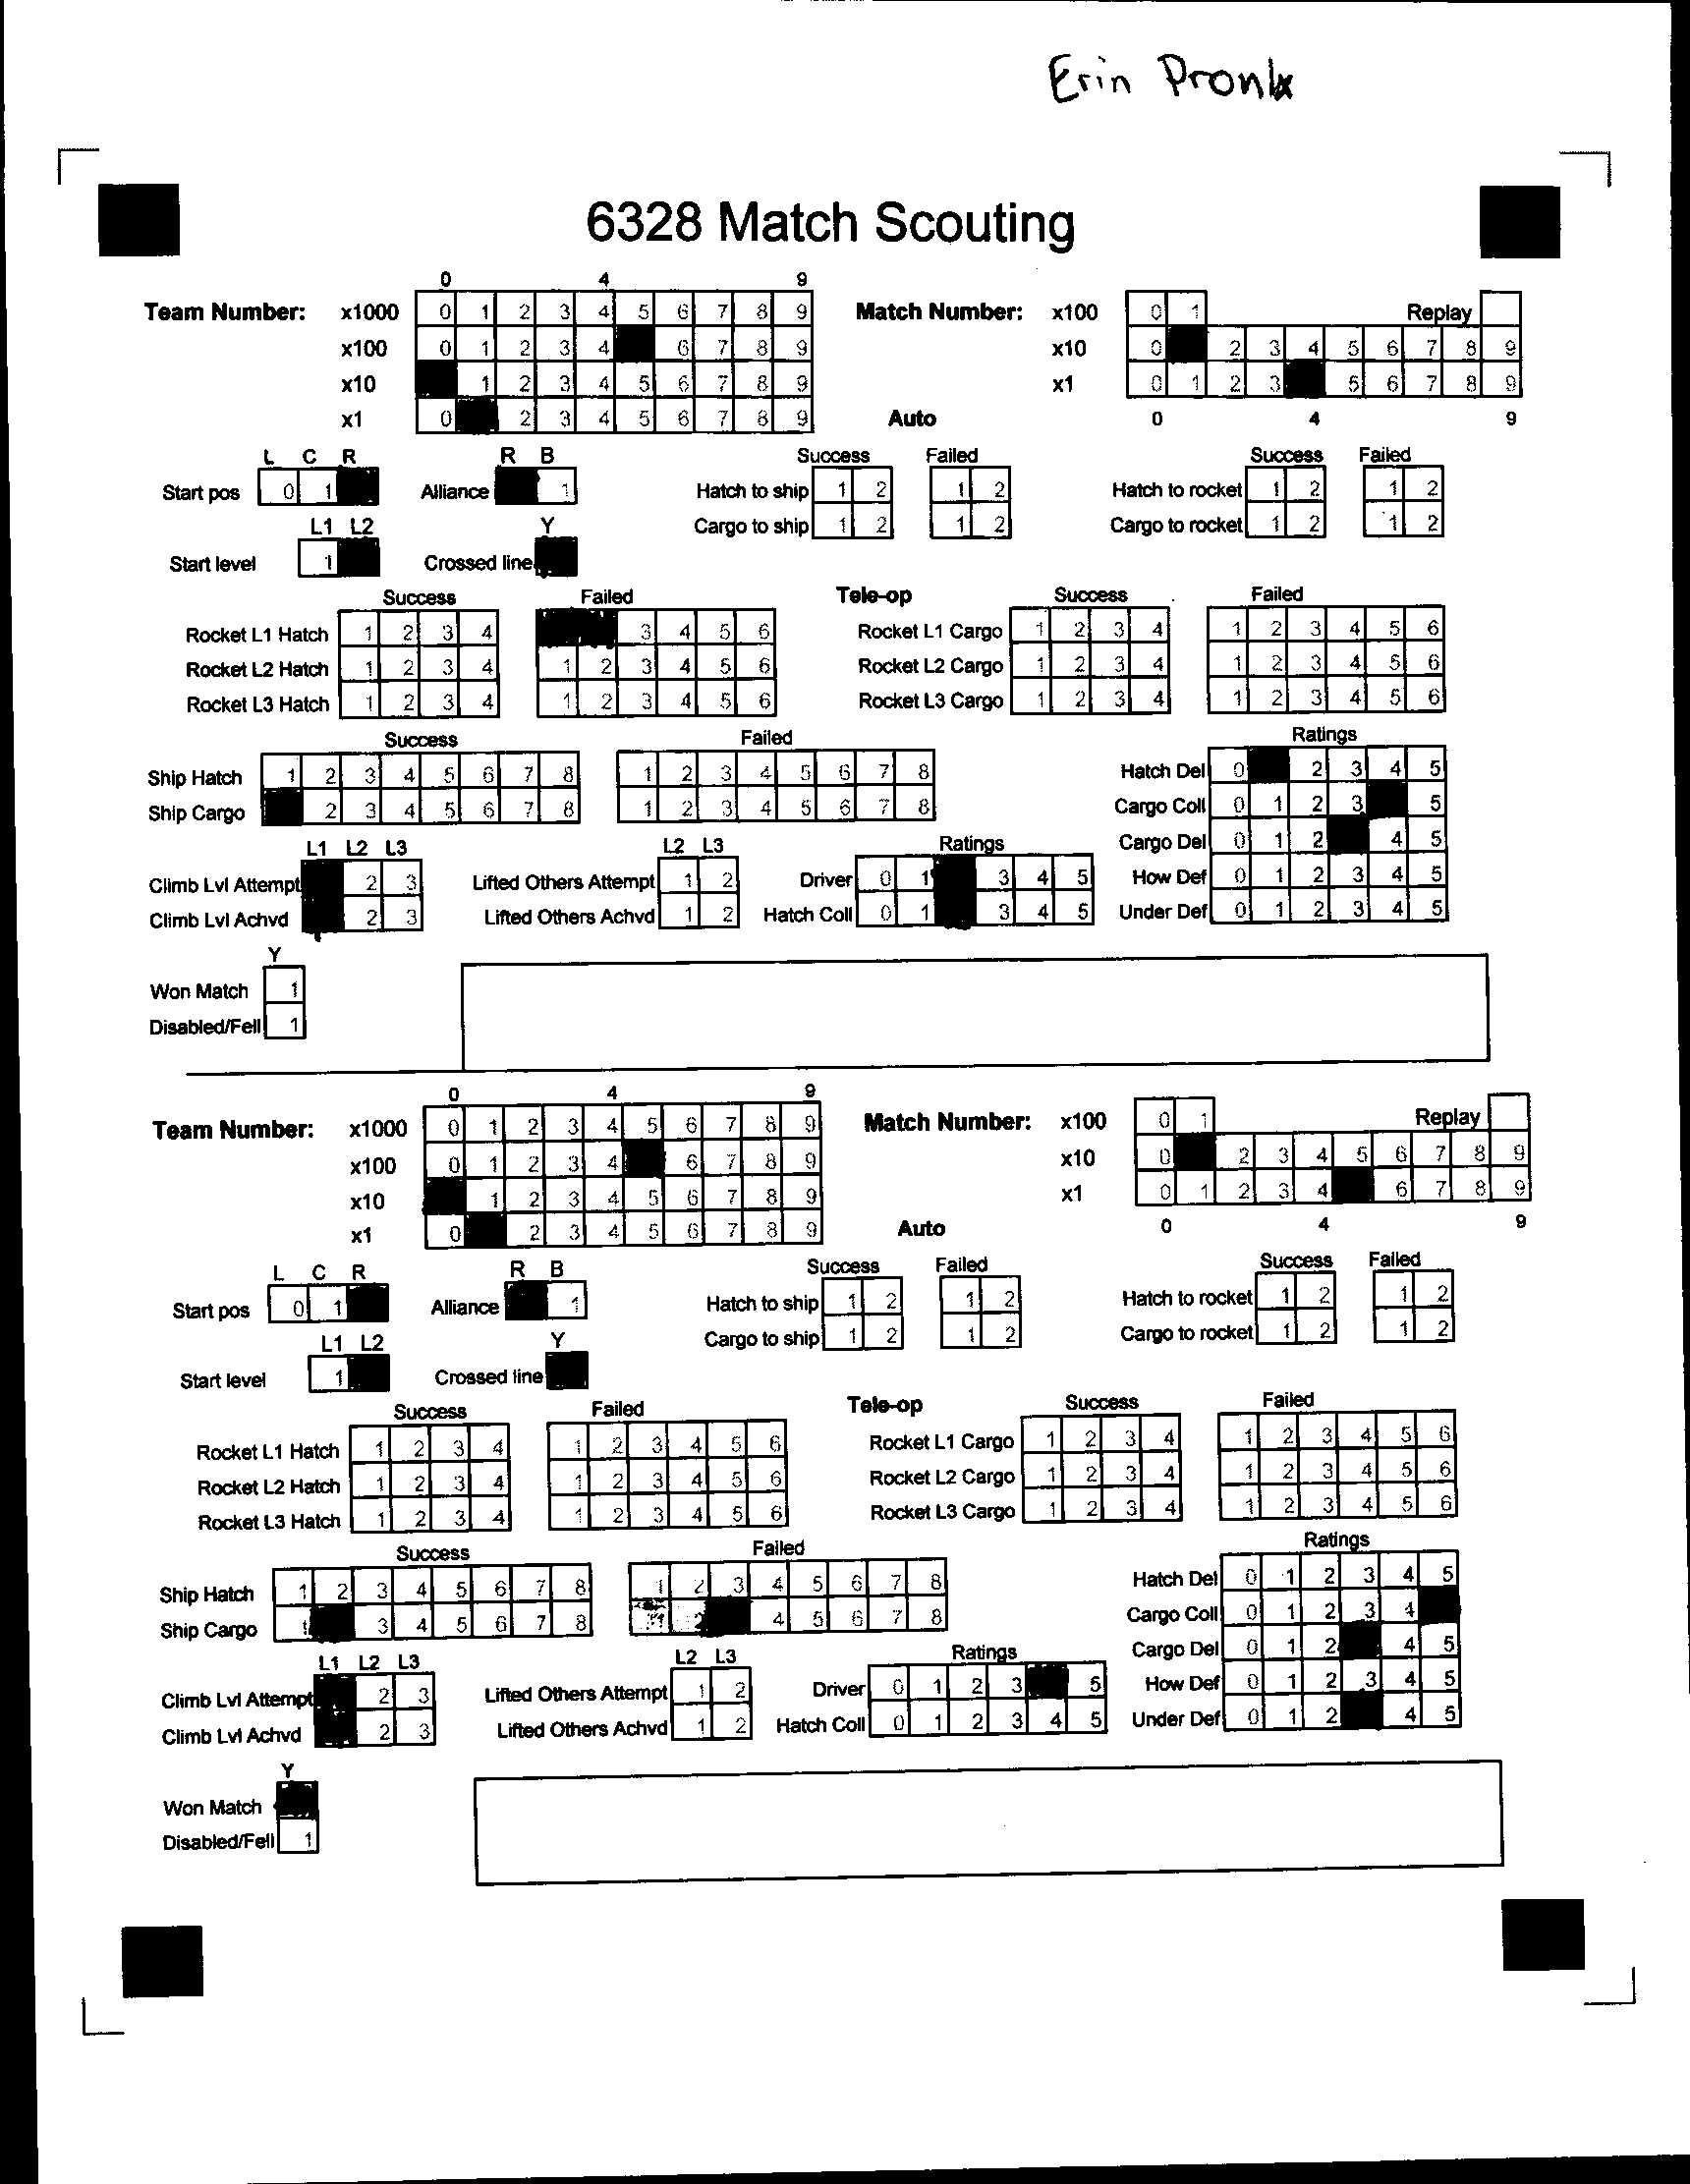 Erin Pronk
6328 Match Scouting
0 4 9
Team Number: x1000 0 1 2 3 4 5 6 7 8 9 Match Number: x100 0 1 Replay
x100 0 1 2 3 4 6 7 8 9 x10 0 2 3 4 5 6 7 8 9
x10 1 2 3 4 5 6 7 8 9 x1 0 1 2 3 5 6 7 8 9
x1 0 2 3 4 5 6 7 8 9 Auto 0 4 9
L C R R B Success Failed Success Failed
Start pos 0 1 Alliance 1 Hatch to ship 1 2 1 2 Hatch to rocket 1 2 1 2
L1 L2 Y Cargo to ship 1 2 1 2 Cargo to rocket 1 2 1 2
Start level 1 Crossed line
Success Failed Tele-op Success Failed
Rocket L1 Hatch 1 2 3 4 3 4 5 6 Rocket L1 Cargo 1 2 3 4 1 2 3 4 5 6
Rocket L2 Hatch 1 2 3 4 1 2 3 4 5 6 Rocket L2 Cargo 1 2 3 4 1 2 3 4 5 6
Rocket L3 Hatch 1 2 3 4 1 2 3 4 5 6 Rocket L3 Cargo 1 2 3 4 1 2 3 4 5 6
Success Failed Ratings
Ship Hatch 1 2 3 4 5 6 7 8 1 2 3 4 5 6 7 8 Hatch Del 0 2 3 4 5
Ship Cargo 2 3 4 5 6 7 8 1 2 3 4 5 6 7 8 Cargo Coll 0 1 2 3 5
L1 L2 L3 L2 L3 Ratings Cargo Del 0 1 2 4 5
Climb Lvl Attempt 2 3 Lifted Others Attempt 1 2 Driver 0 1 3 4 5 How Def 0 1 2 3 4 5
Climb Lvl Achvd 2 3 Lifted Others Achvd 1 2 Hatch Coll 0 1 3 4 5 Under Def 0 1 2 3 4 5
Y
Won Match 1
Disabled/Fell 1
0 4 9
Team Number: x1000 0 1 2 3 4 5 6 7 8 9 Match Number: x100 0 1 Replay
x100 0 1 2 3 4 6 7 8 9 x10 0 2 3 4 5 6 7 8 9
x10 1 2 3 4 5 6 7 8 9 x1 0 1 2 3 4 6 7 8 9
x1 0 2 3 4 5 6 7 8 9 Auto 0 4 9
L C R R B Success Failed Success Failed
Start pos 0 1 Alliance 1 Hatch to ship 1 2 1 2 Hatch to rocket 1 2 1 2
L1 L2 Y Cargo to ship 1 2 1 2 Cargo to rocket 1 2 1 2
Start level 1 Crossed line
Success Failed Tele-op Success Failed
Rocket L1 Hatch 1 2 3 4 1 2 3 4 5 6 Rocket L1 Cargo 1 2 3 4 1 2 3 4 5 6
Rocket L2 Hatch 1 2 3 4 1 2 3 4 5 6 Rocket L2 Cargo 1 2 3 4 1 2 3 4 5 6
Rocket L3 Hatch 1 2 3 4 1 2 3 4 5 6 Rocket L3 Cargo 1 2 3 4 1 2 3 4 5 6
Success Failed Ratings
Ship Hatch 1 2 3 4 5 6 7 8 1 2 3 4 5 6 7 8 Hatch Del 0 1 2 3 4 5
Ship Cargo 1 3 4 5 6 7 8 1 2 4 5 6 7 8 Cargo Coll 0 1 2 3 4
L1 L2 L3 L2 L3 Ratings Cargo Del 0 1 2 4 5
Climb Lvl Attempt 2 3 Lifted Others Attempt 1 2 Driver 0 1 2 3 5 How Def 0 1 2 3 4 5
Climb Lvl Achvd 2 3 Lifted Others Achvd 1 2 Hatch Coll 0 1 2 3 4 5 Under Def 0 1 2 4 5
Y
Won Match
Disabled/Fell 1